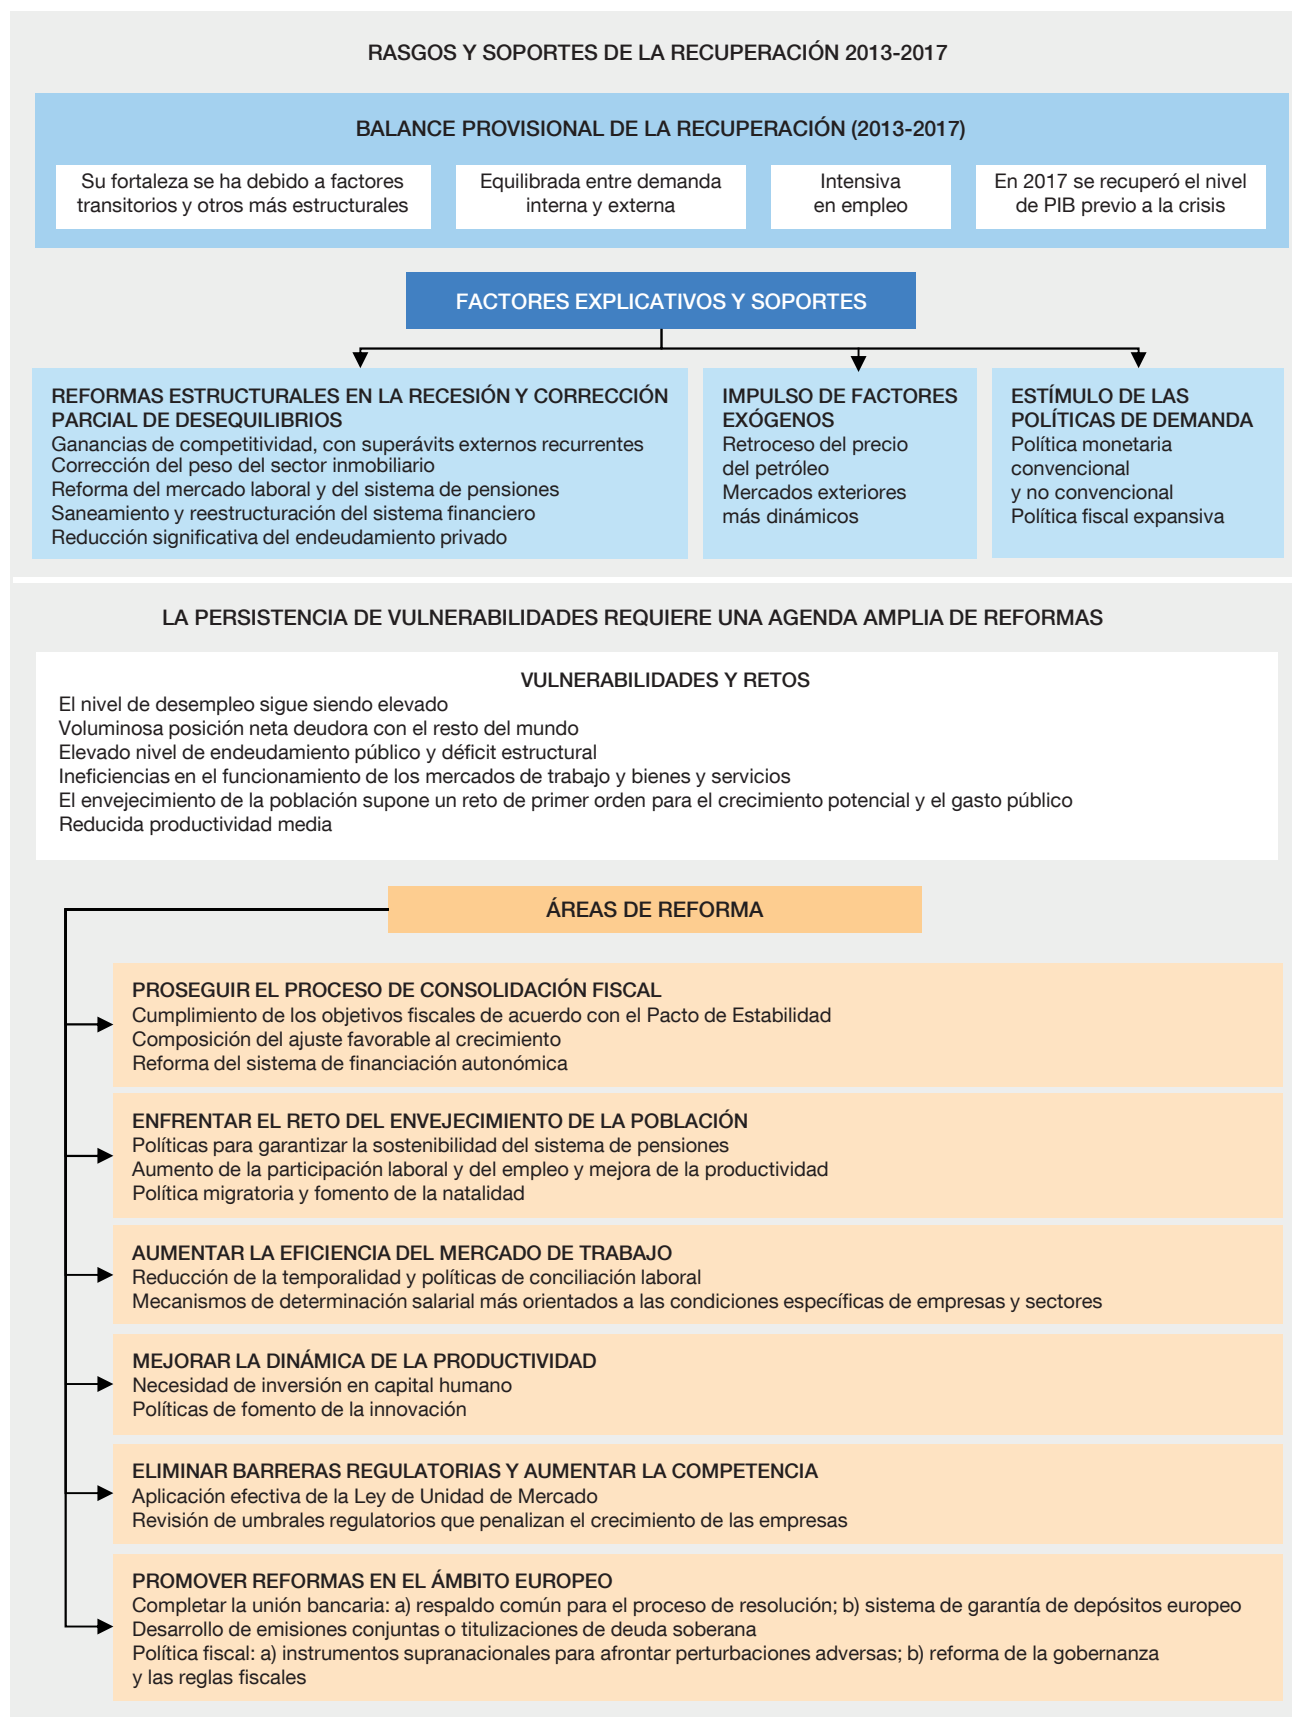 RASGOS Y SOPORTES DE LA RECUPERACIÓN 2013-2017
BALANCE PROVISIONAL DE LA RECUPERACIÓN (2013-2017)
Su fortaleza se ha debido a factores
transitorios y otros más estructurales
Equilibrada entre demanda
interna y externa
Intensiva
en empleo
En 2017 se recuperó el nivel
de PIB previo a la crisis
FACTORES EXPLICATIVOS Y SOPORTES
REFORMAS ESTRUCTURALES EN LA RECESIÓN Y CORRECCIÓN
PARCIAL DE DESEQUILIBRIOS
Ganancias de competitividad, con superávits externos recurrentes
Corrección del peso del sector inmobiliario
Reforma del mercado laboral y del sistema de pensiones
Saneamiento y reestructuración del sistema financiero
Reducción significativa del endeudamiento privado
IMPULSO DE FACTORES
EXÓGENOS
Retroceso del precio
del petróleo
Mercados exteriores
más dinámicos
ESTÍMULO DE LAS
POLÍTICAS DE DEMANDA
Política monetaria
convencional
y no convencional
Política fiscal expansiva
LA PERSISTENCIA DE VULNERABILIDADES REQUIERE UNA AGENDA AMPLIA DE REFORMAS
VULNERABILIDADES Y RETOS
El nivel de desempleo sigue siendo elevado
Voluminosa posición neta deudora con el resto del mundo
Elevado nivel de endeudamiento público y déficit estructural
Ineficiencias en el funcionamiento de los mercados de trabajo y bienes y servicios
El envejecimiento de la población supone un reto de primer orden para el crecimiento potencial y el gasto público
Reducida productividad media
ÁREAS DE REFORMA
PROSEGUIR EL PROCESO DE CONSOLIDACIÓN FISCAL
Cumplimiento de los objetivos fiscales de acuerdo con el Pacto de Estabilidad
Composición del ajuste favorable al crecimiento
Reforma del sistema de financiación autonómica
ENFRENTAR EL RETO DEL ENVEJECIMIENTO DE LA POBLACIÓN
Políticas para garantizar la sostenibilidad del sistema de pensiones
Aumento de la participación laboral y del empleo y mejora de la productividad
Política migratoria y fomento de la natalidad
AUMENTAR LA EFICIENCIA DEL MERCADO DE TRABAJO
Reducción de la temporalidad y políticas de conciliación laboral
Mecanismos de determinación salarial más orientados a las condiciones específicas de empresas y sectores
MEJORAR LA DINÁMICA DE LA PRODUCTIVIDAD
Necesidad de inversión en capital humano
Políticas de fomento de la innovación
ELIMINAR BARRERAS REGULATORIAS Y AUMENTAR LA COMPETENCIA
Aplicación efectiva de la Ley de Unidad de Mercado
Revisión de umbrales regulatorios que penalizan el crecimiento de las empresas
PROMOVER REFORMAS EN EL ÁMBITO EUROPEO
Completar la unión bancaria: a) respaldo común para el proceso de resolución; b) sistema de garantía de depósitos europeo
Desarrollo de emisiones conjuntas o titulizaciones de deuda soberana
Política fiscal: a) instrumentos supranacionales para afrontar perturbaciones adversas; b) reforma de la gobernanza
y las reglas fiscales